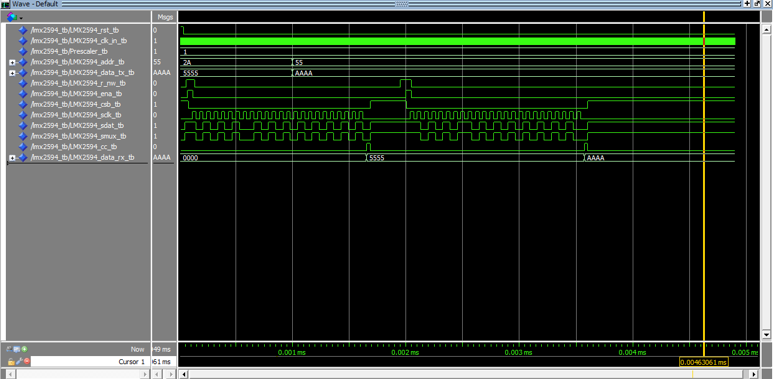 Wave - Default
Msgs
/lmx2594_tb/LMX2594_rst_tb 0
/lmx2594_tb/LMX2594_clk_in_tb 1
/lmx2594_tb/Prescaler_tb 1 1
/lmx2594_tb/LMX2594_addr_tb 55 2A 55
/lmx2594_tb/LMX2594_data_tx_tb AAAA 5555 AAAA
/lmx2594_tb/LMX2594_r_nw_tb 0
/lmx2594_tb/LMX2594_ena_tb 0
/lmx2594_tb/LMX2594_csb_tb 1
/lmx2594_tb/LMX2594_sclk_tb 0
/lmx2594_tb/LMX2594_sdat_tb 1
/lmx2594_tb/LMX2594_smux_tb 1
/lmx2594_tb/LMX2594_cc_tb 0
/lmx2594_tb/LMX2594_data_rx_tb AAAA 0000 5555 AAAA
Now 049 ms 0.001 ms 0.002 ms 0.003 ms 0.004 ms 0.005 ms
Cursor 1 061 ms 0.00463061 ms